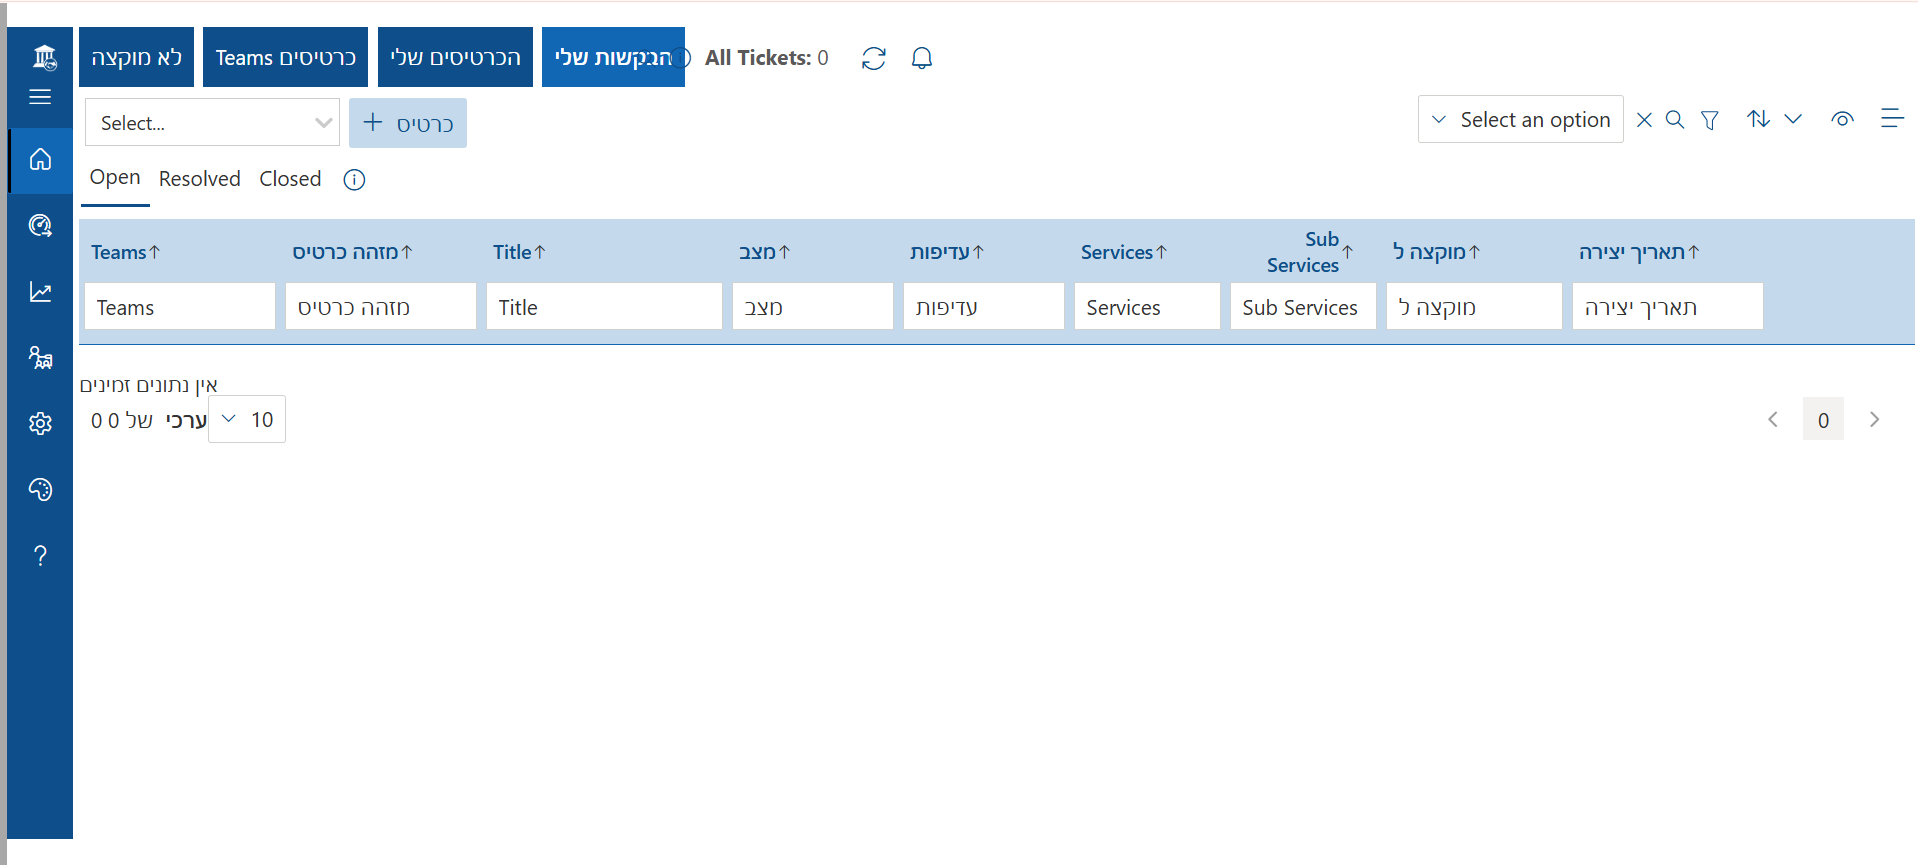 לא מוקצה
כרטיסים Teams
הכרטיסים שלי
הבקשות שלי
All Tickets: 0
Select...
+ כרטיס
Select an option
Open
Resolved
Closed
Teams↑
מזהה כרטיס↑
Title↑
מצב↑
עדיפות↑
Services↑
Sub
Services↑
מוקצה ל↑
תאריך יצירה↑
Teams
מזהה כרטיס
Title
מצב
עדיפות
Services
Sub Services
מוקצה ל
תאריך יצירה
אין נתונים זמינים
0 0 של ערכי
10
0